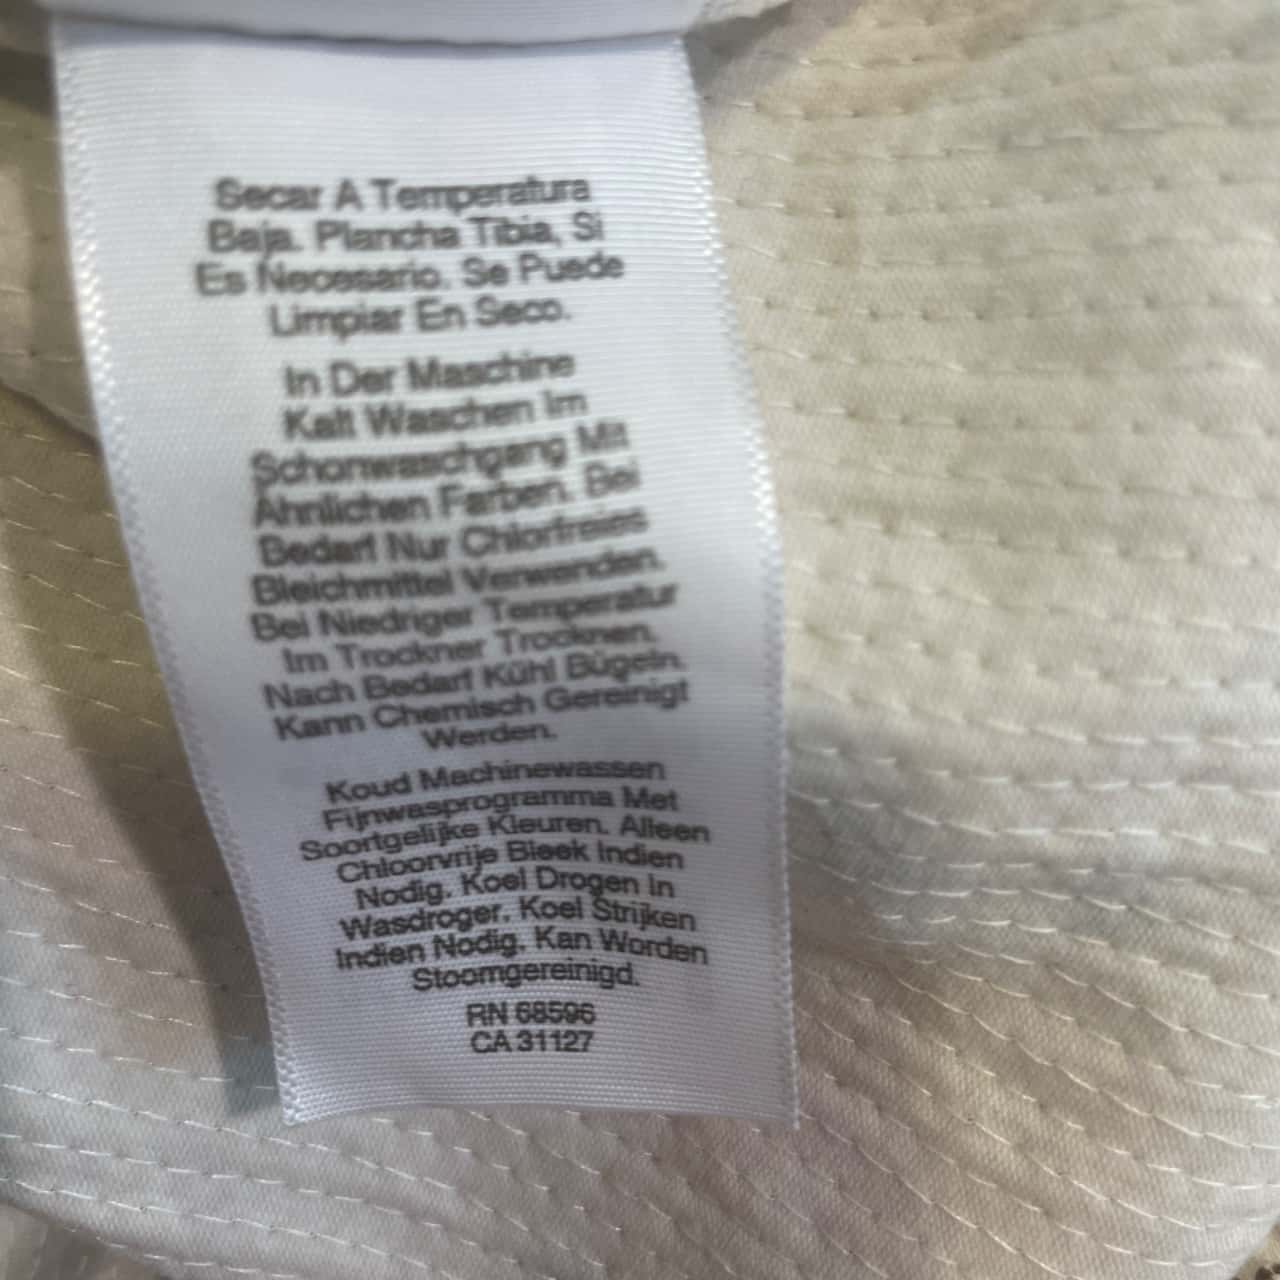 Secar A Temperatura
Baja. Plancha Tibia, Si
Es Necesario. Se Puede
Limpiar En Seco.
In Der Maschine
Kalt Waschen Im
Schonwaschgang Mit
Ähnlichen Farben. Bei
Bedarf Nur Chlorfreies
Bleichmittel Verwenden.
Bei Niedriger Temperatur
Im Trockner Trocknen.
Nach Bedarf Kühl Bügeln.
Kann Chemisch Gereinigt
Werden.
Koud Machinewassen
Fijnwasprogramma Met
Soortgelijke Kleuren. Alleen
Chloorvrije Bleek Indien
Nodig. Koel Drogen In
Wasdroger. Koel Strijken
Indien Nodig. Kan Worden
Stoomgereinigd.
RN 68596
CA 31127